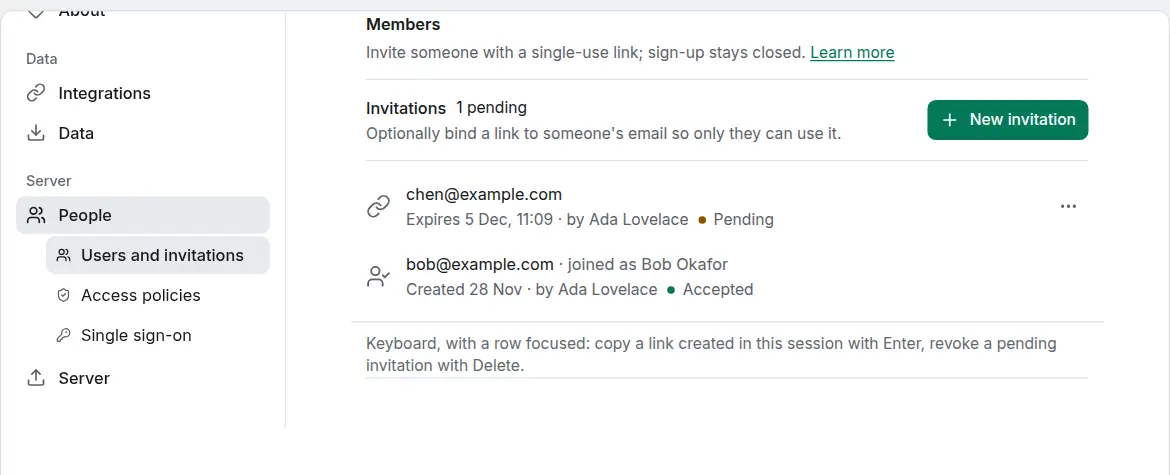 About
Data
Integrations
Data
Server
People
Users and invitations
Access policies
Single sign-on
Server
Members
Invite someone with a single-use link; sign-up stays closed. Learn more
Invitations 1 pending
Optionally bind a link to someone's email so only they can use it.
New invitation
chen@example.com
Expires 5 Dec, 11:09 · by Ada Lovelace Pending
bob@example.com · joined as Bob Okafor
Created 28 Nov · by Ada Lovelace Accepted
Keyboard, with a row focused: copy a link created in this session with Enter, revoke a pending
invitation with Delete.